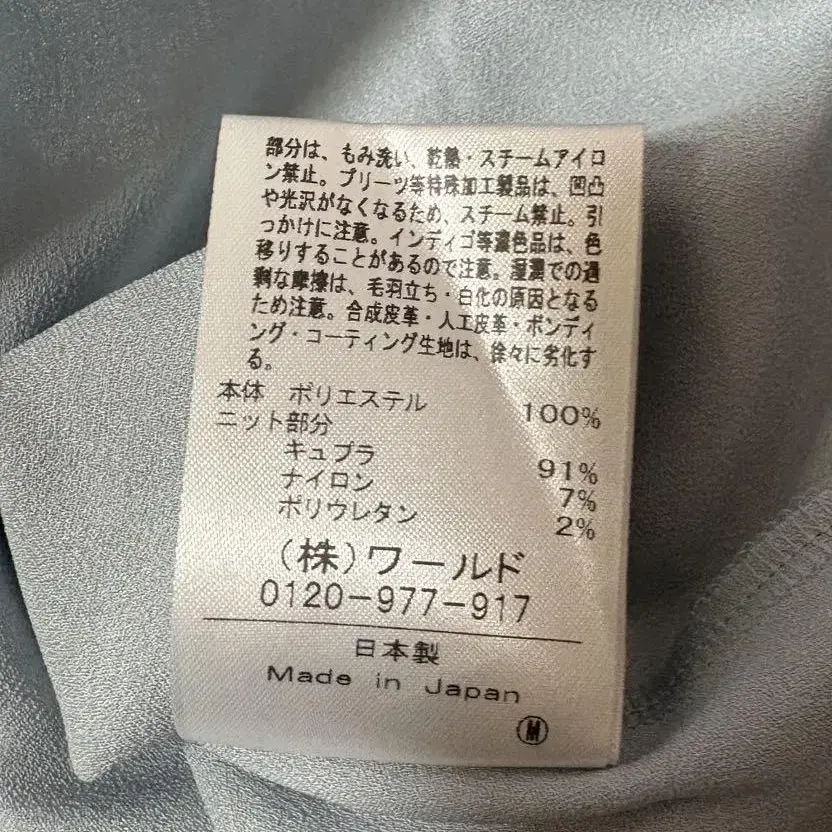 部分は、もみ洗い、乾熱・スチームアイロ
ン禁止。プリーツ等特殊加工製品は、凹凸
や光沢がなくなるため、スチーム禁止。引
っかけに注意。インディゴ等濃色品は、色
移りすることがあるので注意。湿潤での過
剰な摩擦は、毛羽立ち・白化の原因となる
ため注意。合成皮革・人工皮革・ボンディ
ング・コーティング生地は、徐々に劣化す
る。
本体 ポリエステル 100%
ニット部分
キュプラ 91%
ナイロン 7%
ポリウレタン 2%
(株)ワールド
0120-977-917
日本製
Made in Japan
Ⓜ